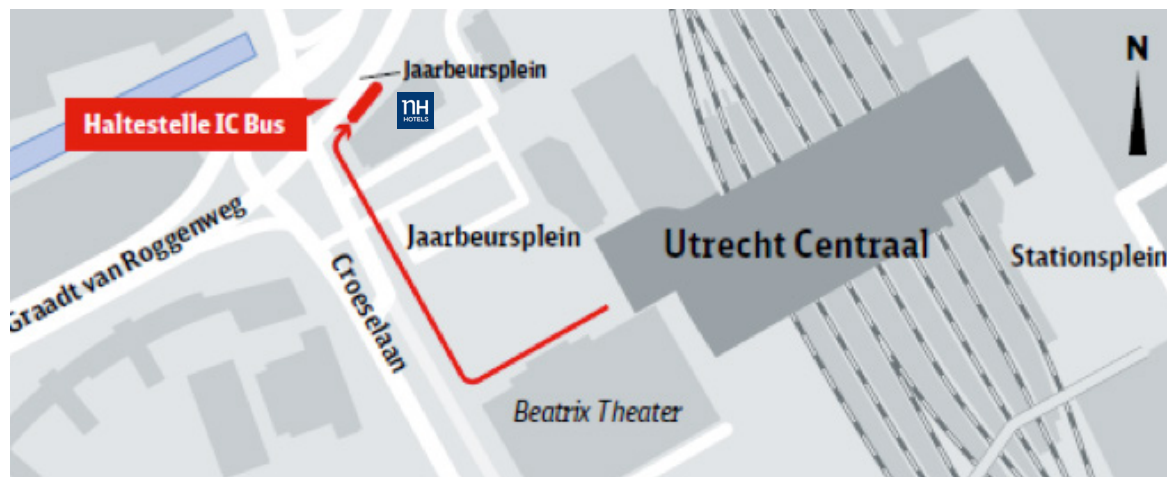 Jaarbeursplein
nH
HOTELS
N
Haltestelle IC Bus
Graadt van Roggenweg
Jaarbeursplein
Utrecht Centraal
Stationsplein
Croeselaan
Beatrix Theater